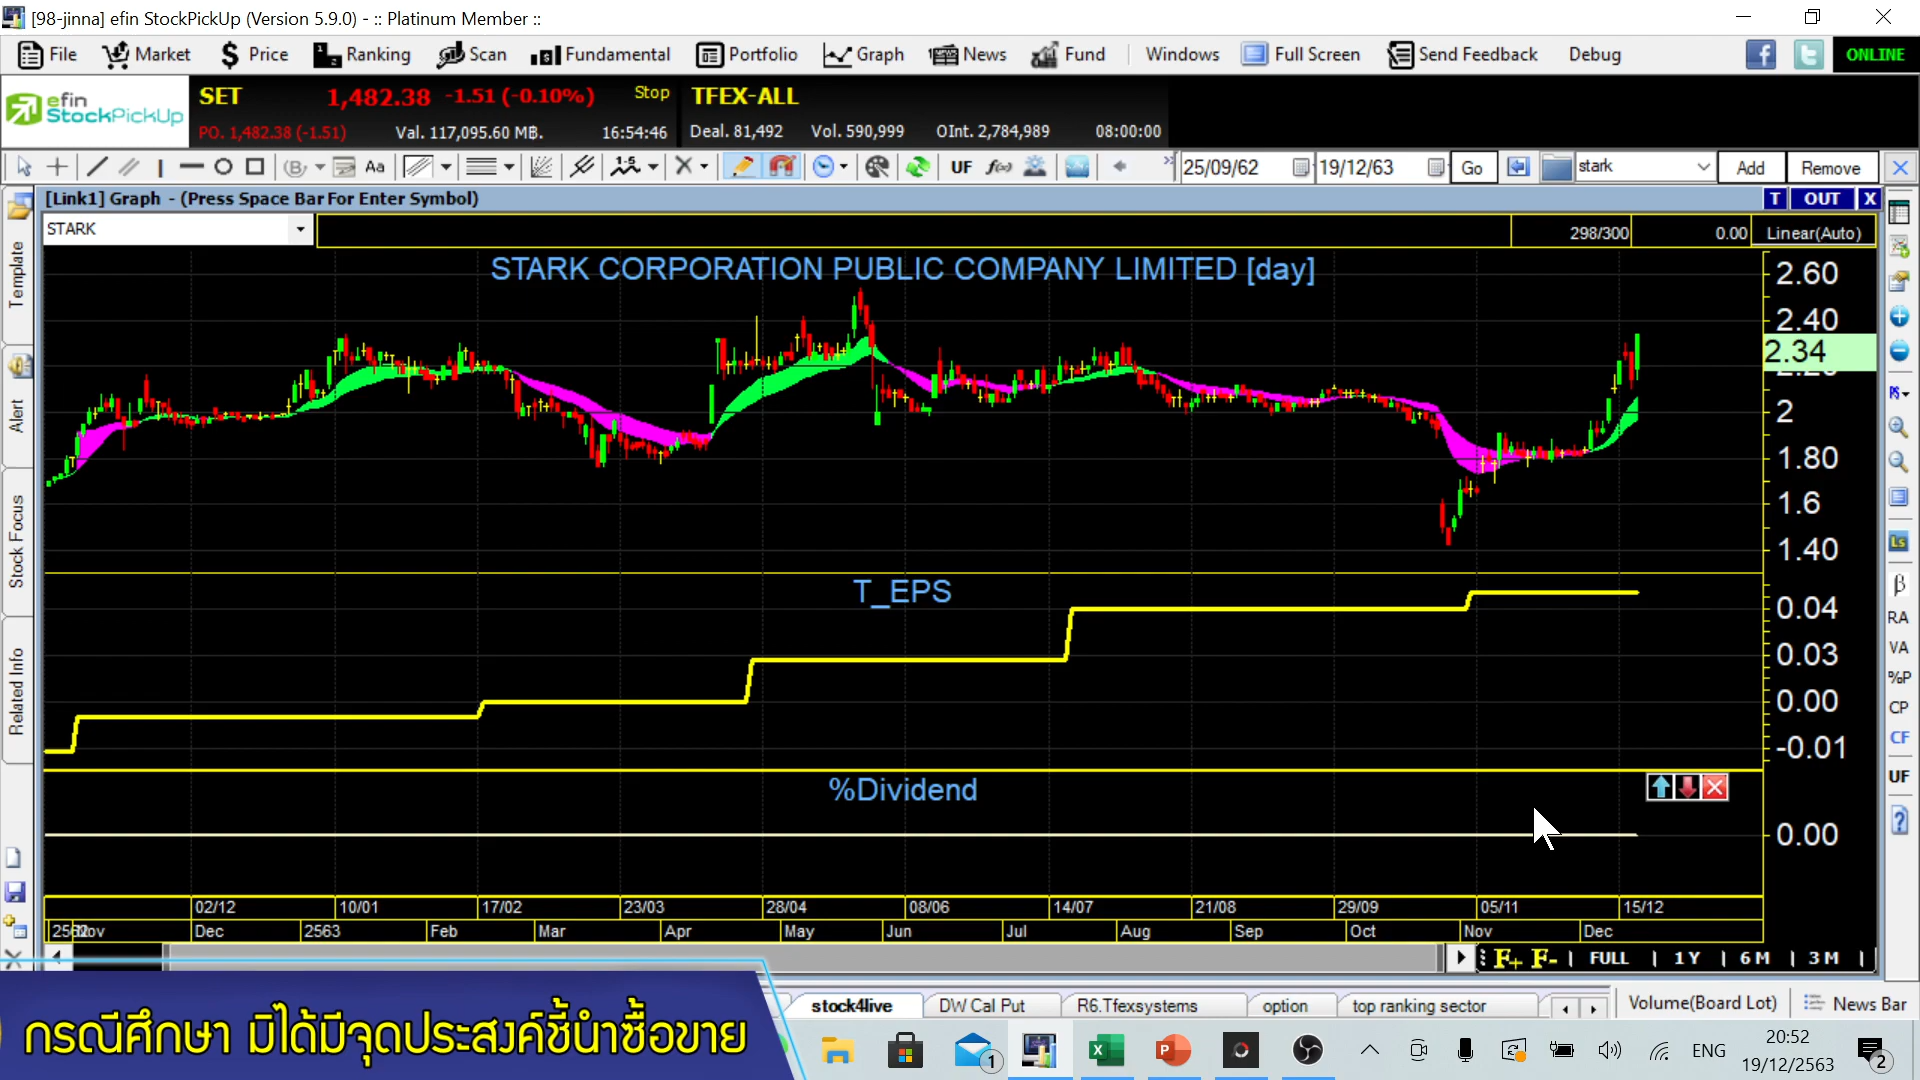 [98-jinna] efin StockPickUp (Version 5.9.0) - :: Platinum Member ::
File Market Price Ranking Scan Fundamental Portfolio Graph News Fund Windows Full Screen Send Feedback Debug ONLINE
efin StockPickUp
SET 1,482.38 -1.51 (-0.10%) Stop TFEX-ALL
PO. 1,482.38 (-1.51) Val. 117,095.60 MB. 16:54:46 Deal. 81,492 Vol. 590,999 OInt. 2,784,989 08:00:00
Aa UF f(x) 25/09/62 19/12/63 Go stark Add Remove
[Link1] Graph - (Press Space Bar For Enter Symbol) T OUT X
STARK 298/300 0.00 Linear(Auto)
Template
Alert
Stock Focus
Related Info
STARK CORPORATION PUBLIC COMPANY LIMITED [day]
2.60
2.40
2.34
2
1.80
1.6
1.40
T_EPS
0.04
0.03
0.00
-0.01
%Dividend
0.00
Ls
β
RA
VA
%P
CP
CF
UF
02/12 10/01 17/02 23/03 28/04 08/06 14/07 21/08 29/09 05/11 15/12
Nov Dec 2563 Feb Mar Apr May Jun Jul Aug Sep Oct Nov Dec
F+ F- | FULL | 1Y | 6M | 3M |
stock4live DW Cal Put R6.Tfexsystems option top ranking sector Volume(Board Lot) News Bar
กรณีศึกษา มิได้มีจุดประสงค์ชี้นำซื้อขาย
1 ENG 20:52
19/12/2563 2